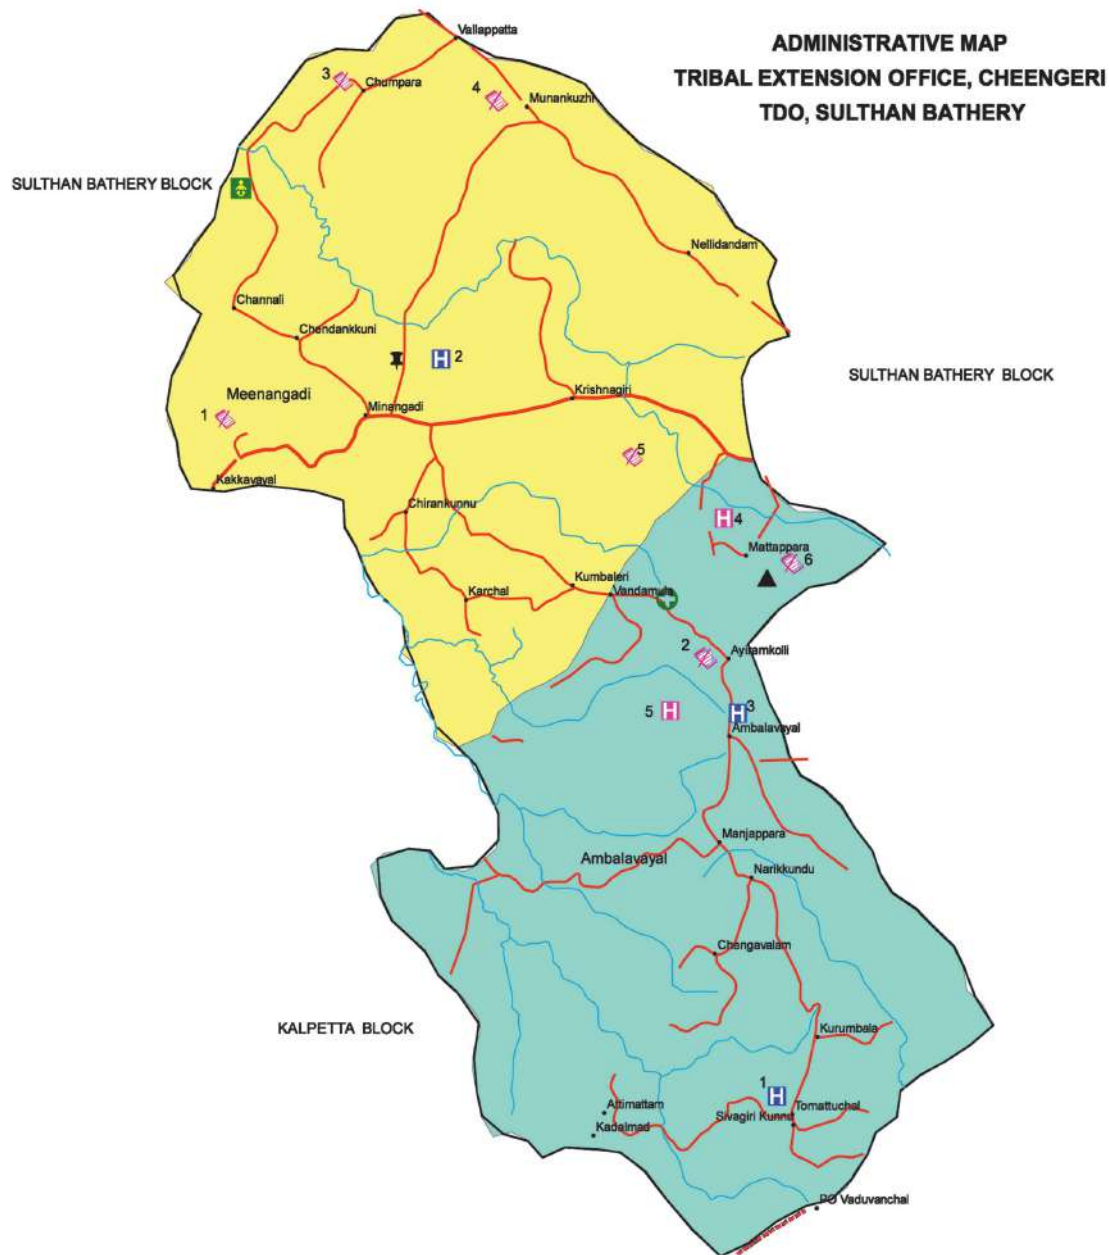 ADMINISTRATIVE MAP
TRIBAL EXTENSION OFFICE, CHEENGERI
TDO, SULTHAN BATHERY
Vallappatta
3
Chumpara
4
Munankuzhi
SULTHAN BATHERY BLOCK
Nellidandam
Channali
Chendankkuni
H 2
SULTHAN BATHERY BLOCK
Meenangadi
Krishnagiri
1
Minangadi
5
Kakkavayal
Chirankunnu
H 4
Mattappara
6
Kumbaleri
Karchal
Vandamula
2
Ayiramkolli
5 H
H 3
Ambalavayal
Manjappara
Ambalavayal
Narikkundu
Chengavalam
KALPETTA BLOCK
Kurumbala
1
H
Attimattam
Tomattuchal
Sivagiri Kunnu
Kadalmad
PO Vaduvanchal